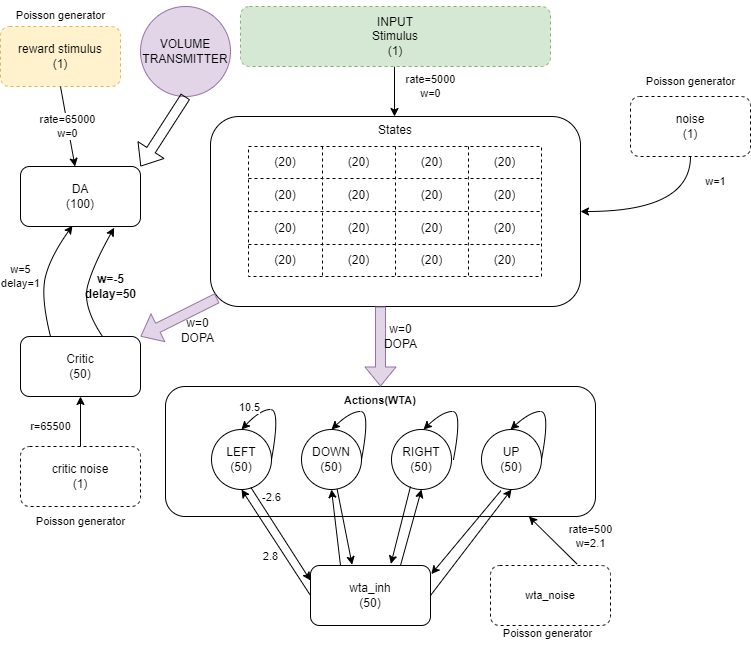 Poisson generator
reward stimulus
(1)
VOLUME
TRANSMITTER
INPUT
Stimulus
(1)
rate=5000
w=0
Poisson generator
noise
(1)
w=1
rate=65000
w=0
DA
(100)
States
(20) (20) (20) (20)
(20) (20) (20) (20)
(20) (20) (20) (20)
(20) (20) (20) (20)
w=5
delay=1
w=-5
delay=50
w=0
DOPA
w=0
DOPA
Critic
(50)
r=65500
critic noise
(1)
Poisson generator
Actions(WTA)
10.5
LEFT
(50)
DOWN
(50)
RIGHT
(50)
UP
(50)
-2.6
2.8
wta_inh
(50)
rate=500
w=2.1
wta_noise
Poisson generator